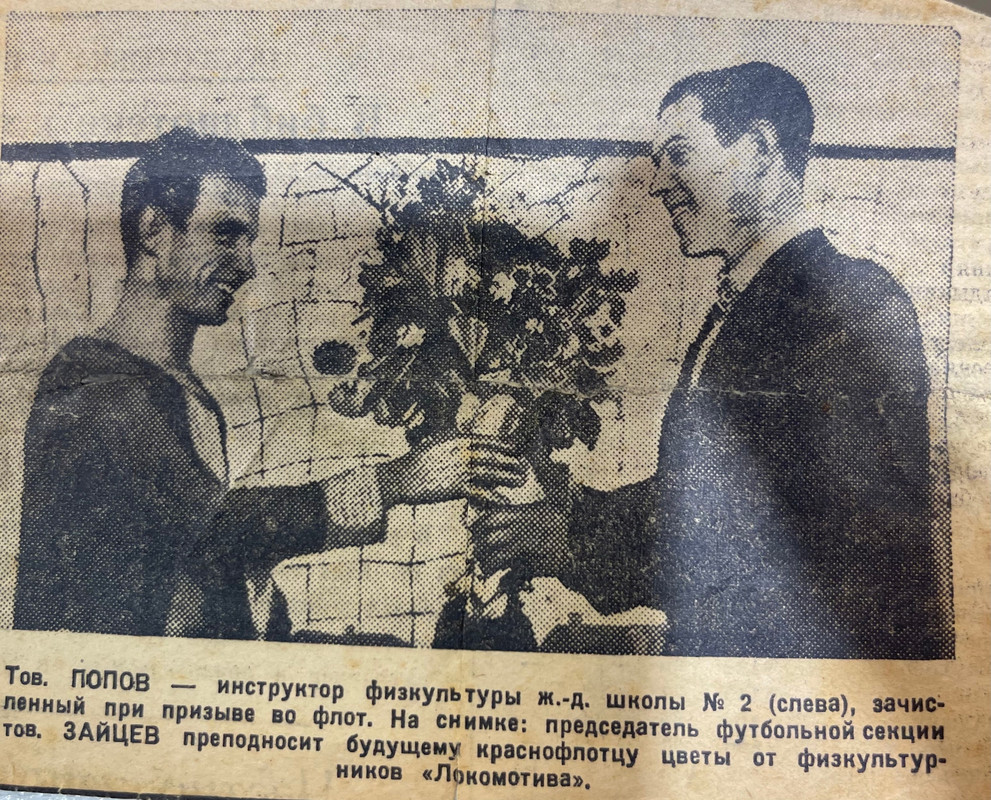 Тов. ПОПОВ — инструктор физкультуры ж.-д. школы № 2 (слева), зачис-
ленный при призыве во флот. На снимке: председатель футбольной секции
тов. ЗАЙЦЕВ преподносит будущему краснофлотцу цветы от физкультур-
ников «Локомотива».